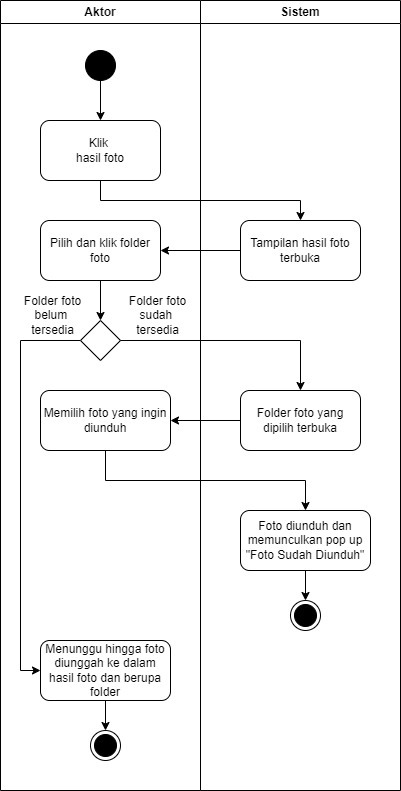 Aktor
Sistem
Klik
hasil foto
Tampilan hasil foto
terbuka
Pilih dan klik folder
foto
Folder foto
belum
tersedia
Folder foto
sudah
tersedia
Folder foto yang
dipilih terbuka
Memilih foto yang ingin
diunduh
Foto diunduh dan
memunculkan pop up
"Foto Sudah Diunduh"
Menunggu hingga foto
diunggah ke dalam
hasil foto dan berupa
folder